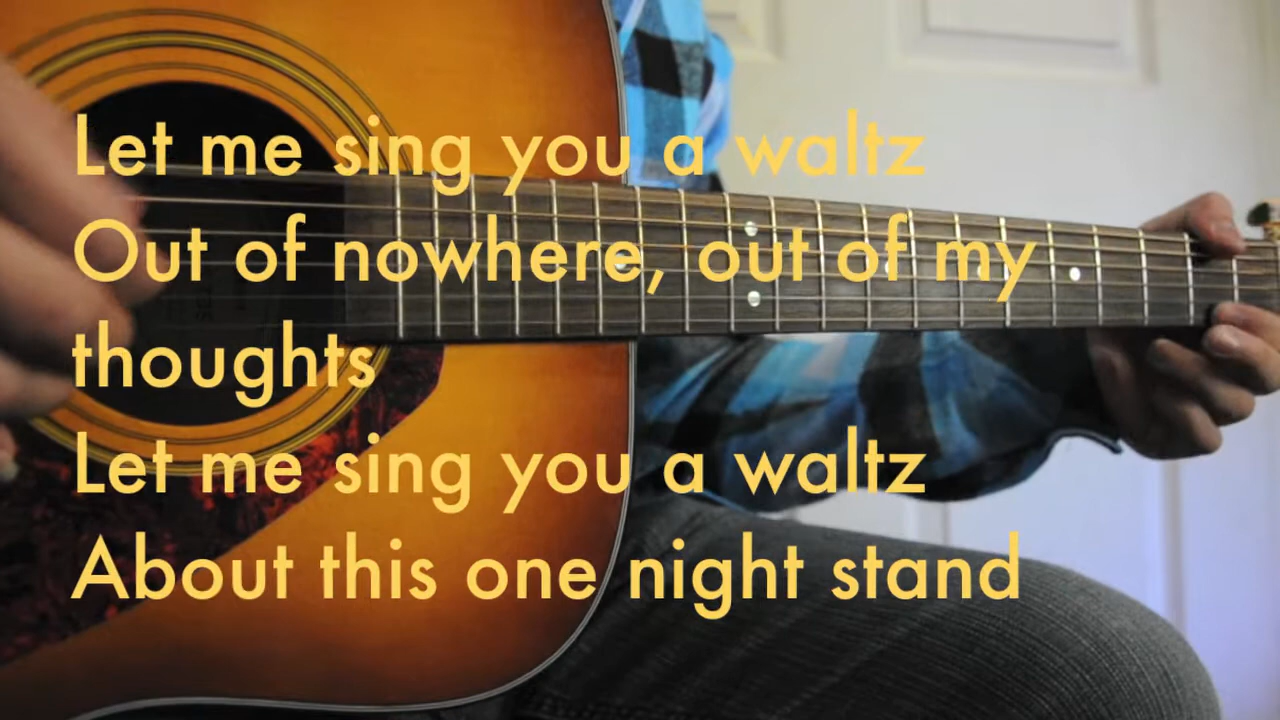 Let me sing you a waltz
Out of nowhere, out of my
thoughts
Let me sing you a waltz
About this one night stand